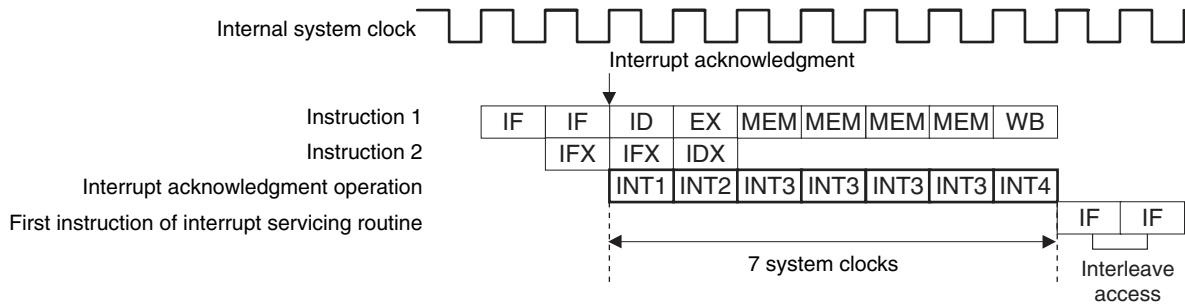 Internal system clock
Interrupt acknowledgment
Instruction 1 IF IF ID EX MEM MEM MEM MEM WB
Instruction 2 IFX IFX IDX
Interrupt acknowledgment operation INT1 INT2 INT3 INT3 INT3 INT3 INT4
First instruction of interrupt servicing routine IF IF
7 system clocks
Interleave
access